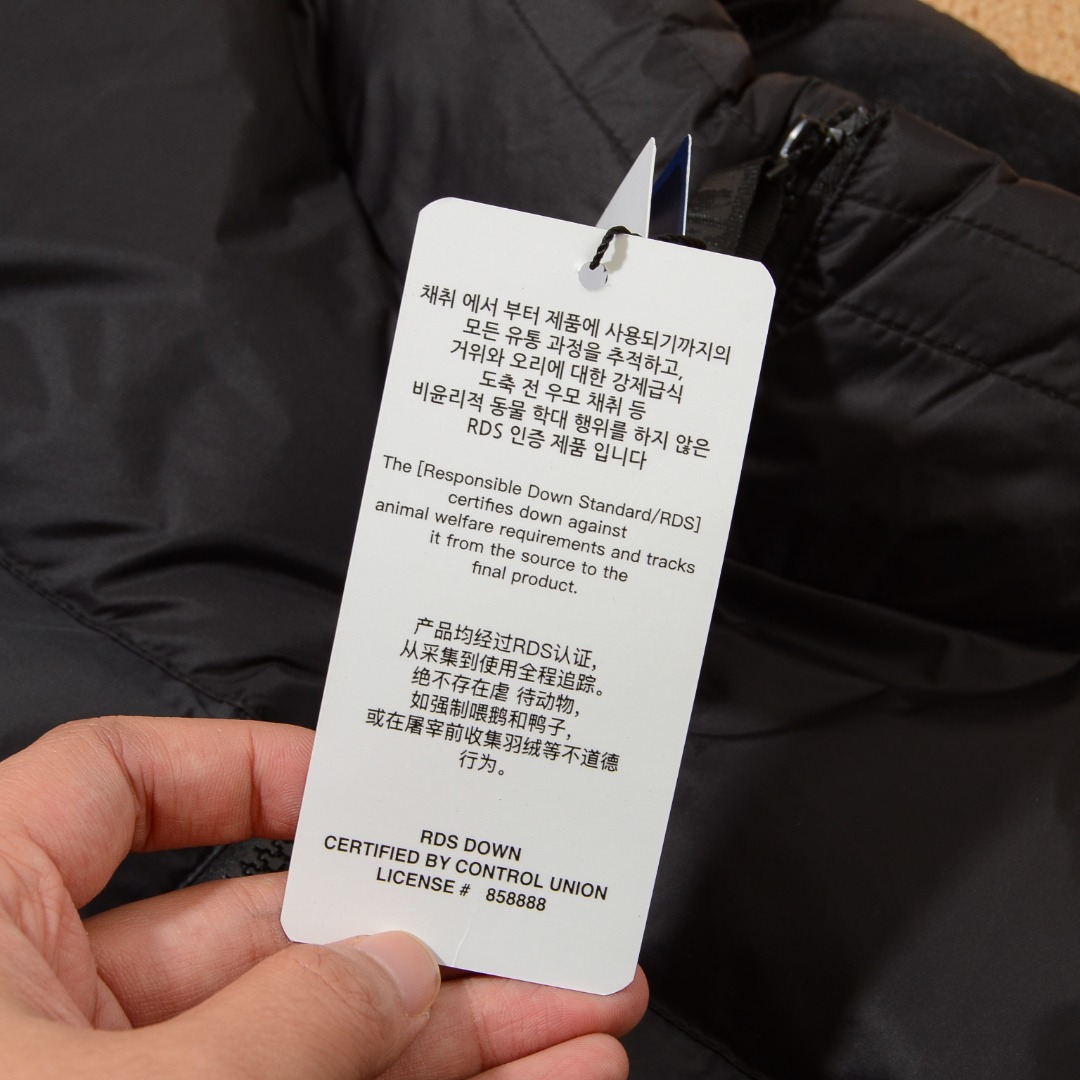 채취 에서 부터 제품에 사용되기까지의
모든 유통 과정을 추적하고,
거위와 오리에 대한 강제급식
도축 전 우모 채취 등
비윤리적 동물 학대 행위를 하지 않은
RDS 인증 제품 입니다
The [Responsible Down Standard/RDS]
certifies down against
animal welfare requirements and tracks
it from the source to the
final product.
产品均经过RDS认证,
从采集到使用全程追踪。
绝不存在虐 待动物,
如强制喂鹅和鸭子,
或在屠宰前收集羽绒等不道德
行为。
RDS DOWN
CERTIFIED BY CONTROL UNION
LICENSE # 858888